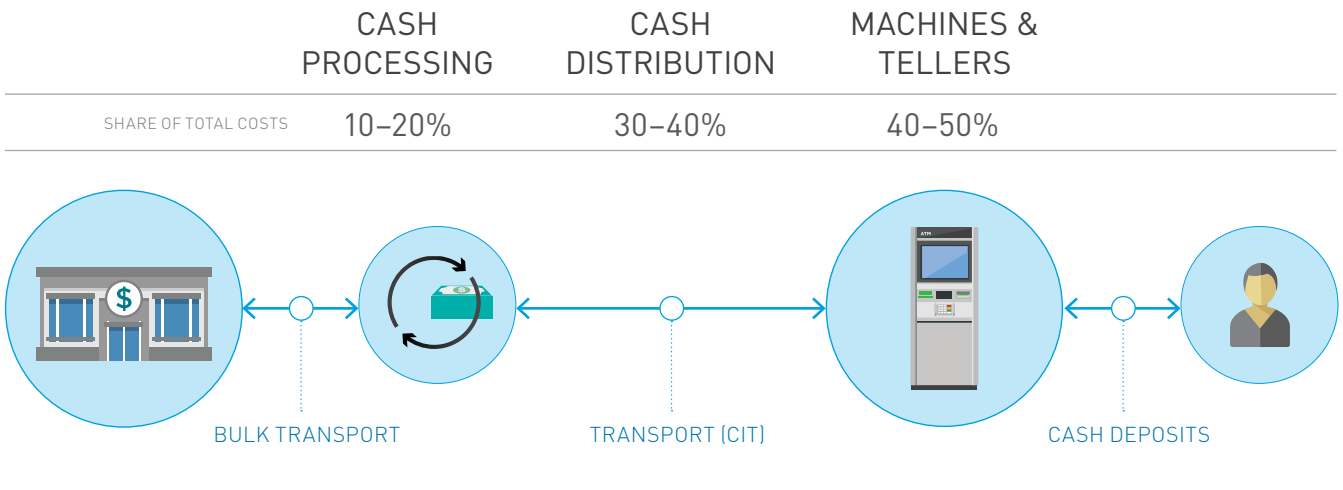 CASH
PROCESSING
CASH
DISTRIBUTION
MACHINES &
TELLERS
SHARE OF TOTAL COSTS 10–20% 30–40% 40–50%
$
ATM
BULK TRANSPORT
TRANSPORT (CIT)
CASH DEPOSITS